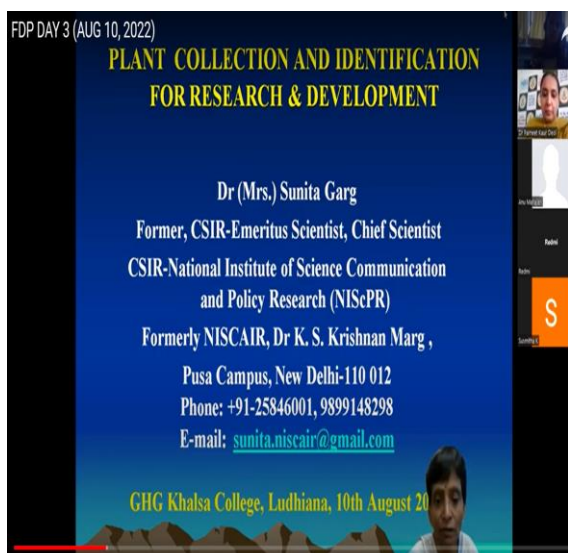 FDP DAY 3 (AUG 10, 2022)
PLANT COLLECTION AND IDENTIFICATION
FOR RESEARCH & DEVELOPMENT
Dr (Mrs.) Sunita Garg
Former, CSIR-Emeritus Scientist, Chief Scientist
CSIR-National Institute of Science Communication
and Policy Research (NIScPR)
Formerly NISCAIR, Dr K. S. Krishnan Marg ,
Pusa Campus, New Delhi-110 012
Phone: +91-25846001, 9899148298
E-mail: sunita.niscair@gmail.com
GHG Khalsa College, Ludhiana, 10th August 20
Redmi
Redmi
S